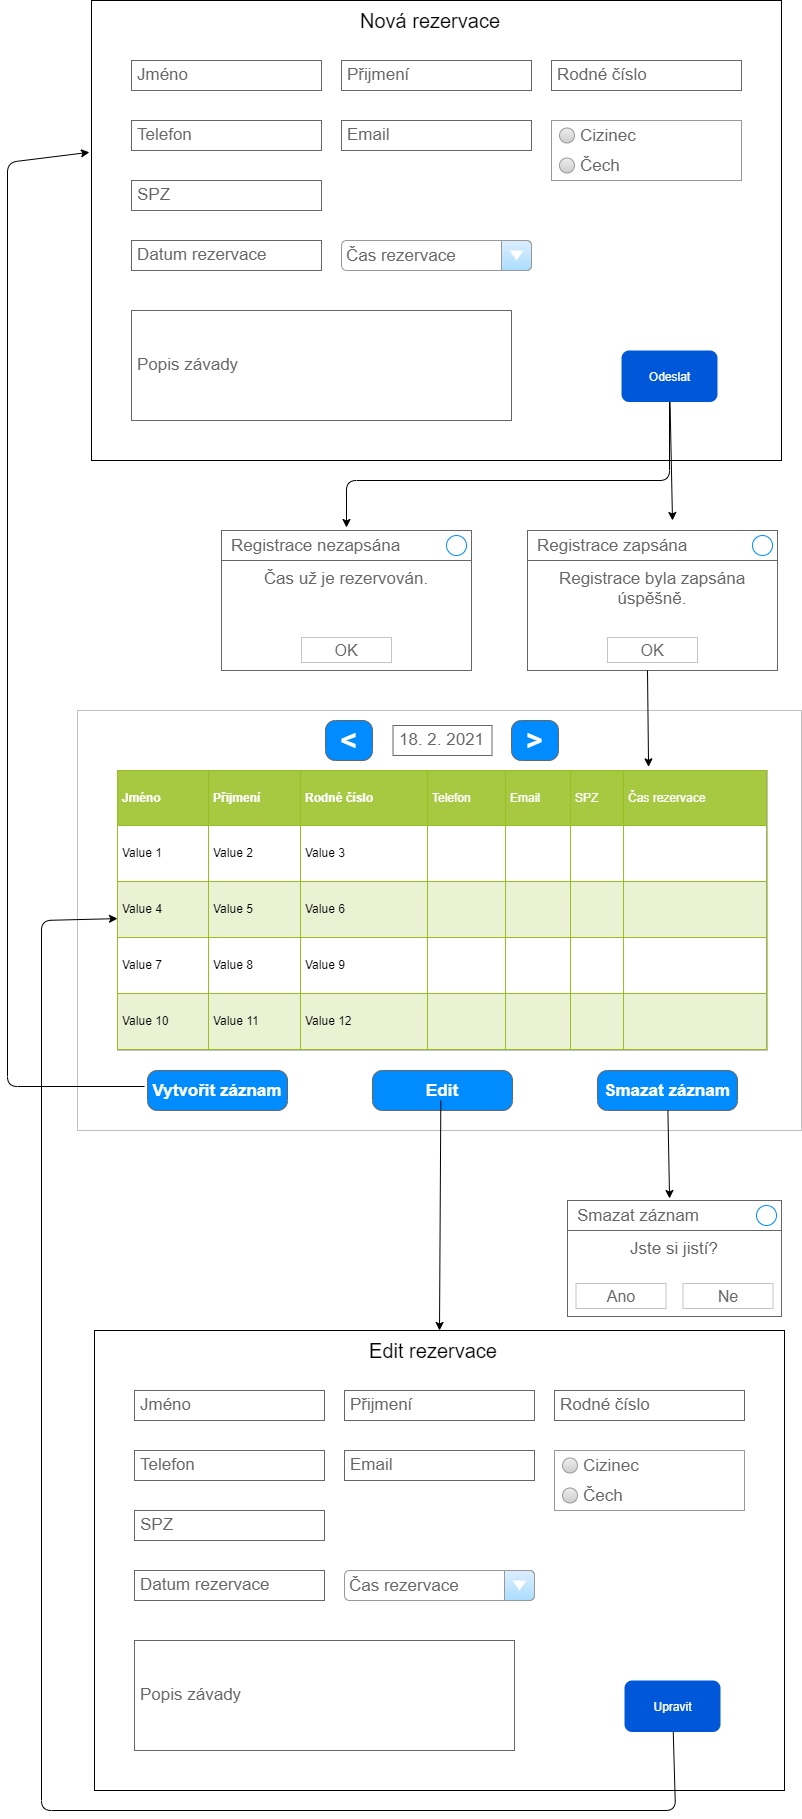 Nová rezervace
Jméno
Přijmení
Rodné číslo
Telefon
Email
Cizinec
Čech
SPZ
Datum rezervace
Čas rezervace
Popis závady
Odeslat
Registrace nezapsána
Čas už je rezervován.
OK
Registrace zapsána
Registrace byla zapsána
úspěšně.
OK
<
18. 2. 2021
>
Jméno Přijmení Rodné číslo Telefon Email SPZ Čas rezervace
Value 1 Value 2 Value 3
Value 4 Value 5 Value 6
Value 7 Value 8 Value 9
Value 10 Value 11 Value 12
Vytvořit záznam
Edit
Smazat záznam
Smazat záznam
Jste si jistí?
Ano
Ne
Edit rezervace
Jméno
Přijmení
Rodné číslo
Telefon
Email
Cizinec
Čech
SPZ
Datum rezervace
Čas rezervace
Popis závady
Upravit